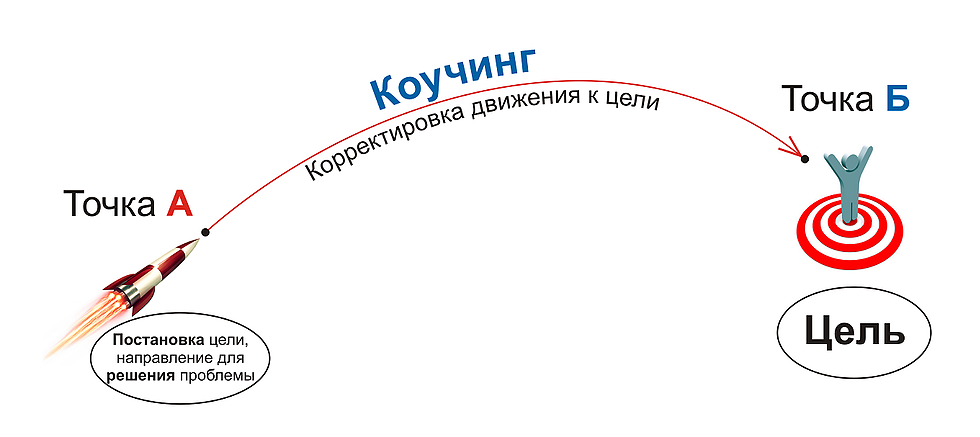 Коучинг
Корректировка движения к цели
Точка Б
Точка А
Постановка цели,
направление для
решения проблемы
Цель